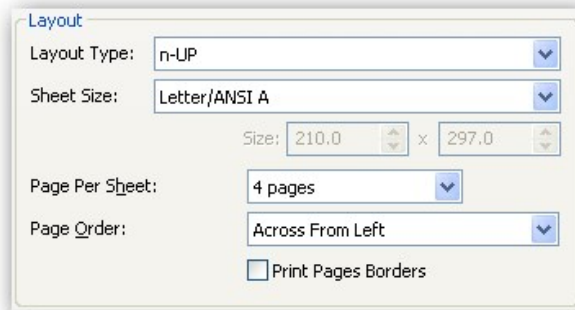 Layout
Layout Type: n-UP
Sheet Size: Letter/ANSI A
Size: 210.0 x 297.0
Page Per Sheet: 4 pages
Page Order: Across From Left
Print Pages Borders